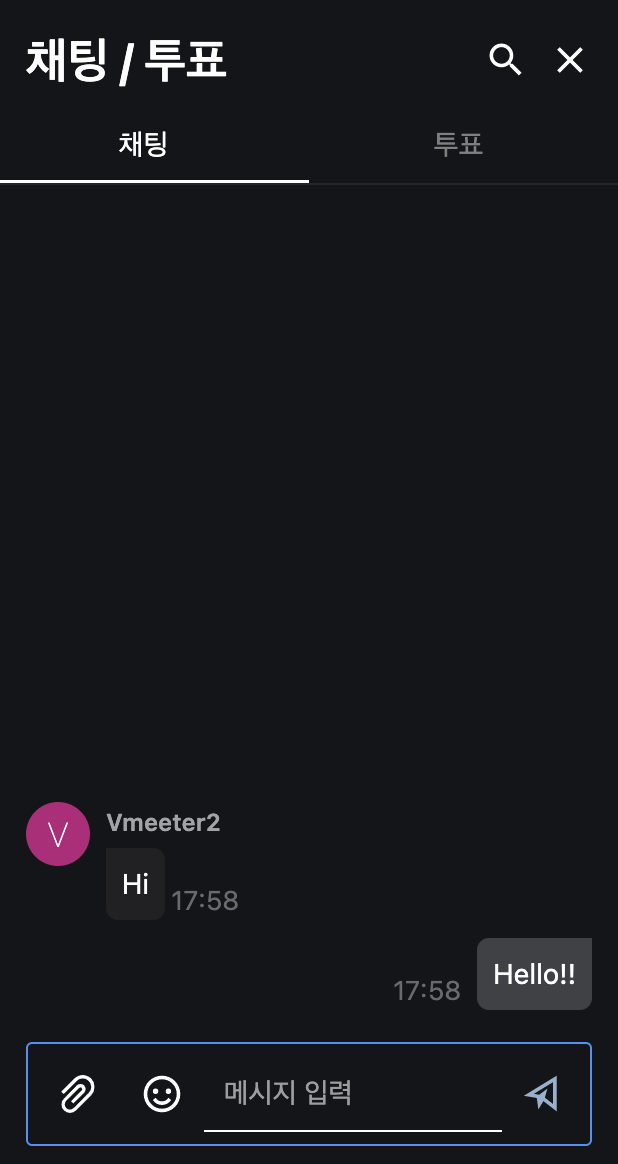 채팅 / 투표
채팅 투표
V Vmeeter2
Hi 17:58
17:58 Hello!!
메시지 입력